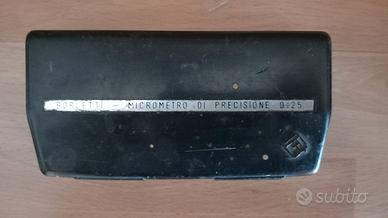 BORLETTI - MICROMETRO DI PRECISIONE 0÷25
subito